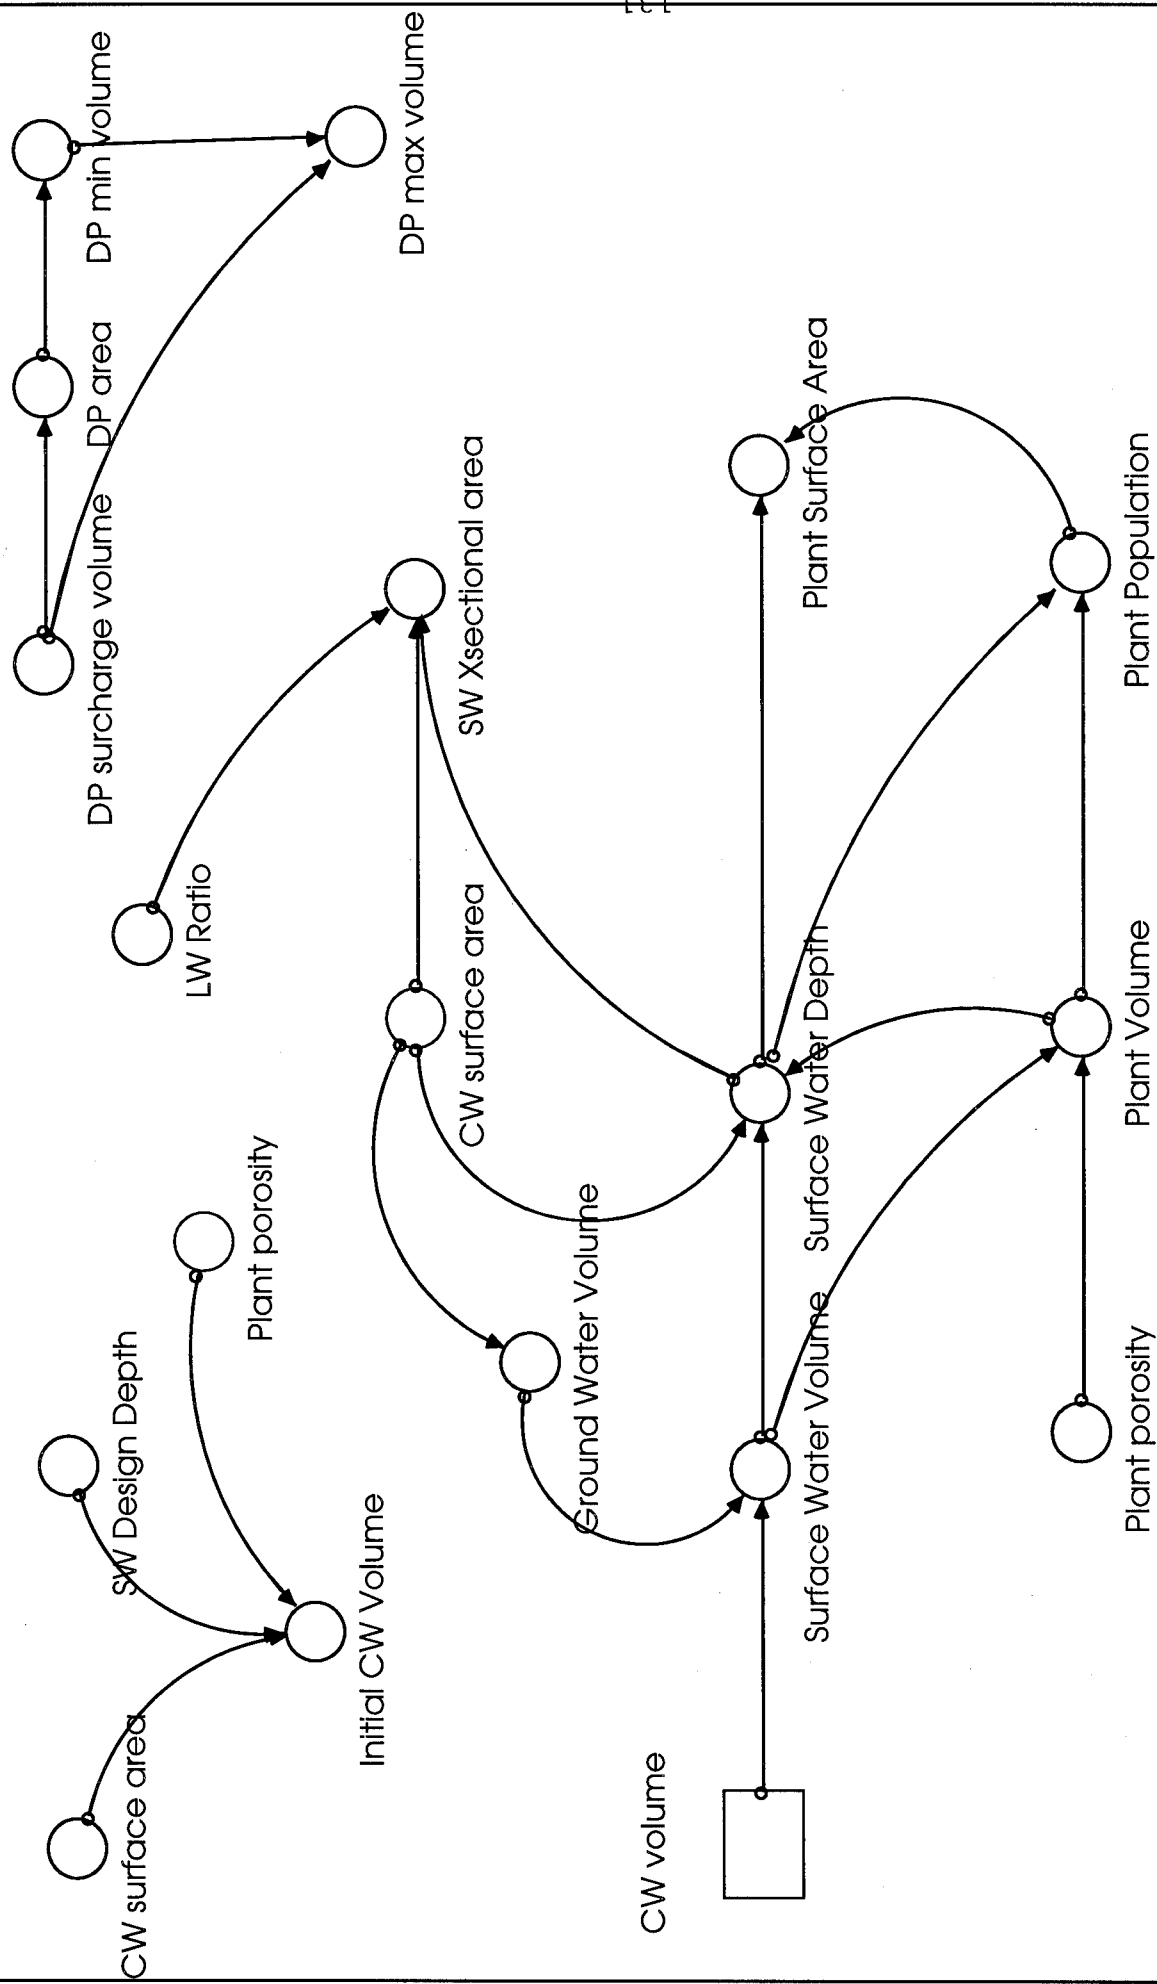 CW surface area
SW Design Depth
Plant porosity
Initial CW Volume
LW Ratio
DP surcharge volume
DP area
DP min volume
DP max volume
CW surface area
SW Xsectional area
Ground Water Volume
CW volume
Surface Water Volume
Surface Water Depth
Plant Surface Area
Plant porosity
Plant Volume
Plant Population